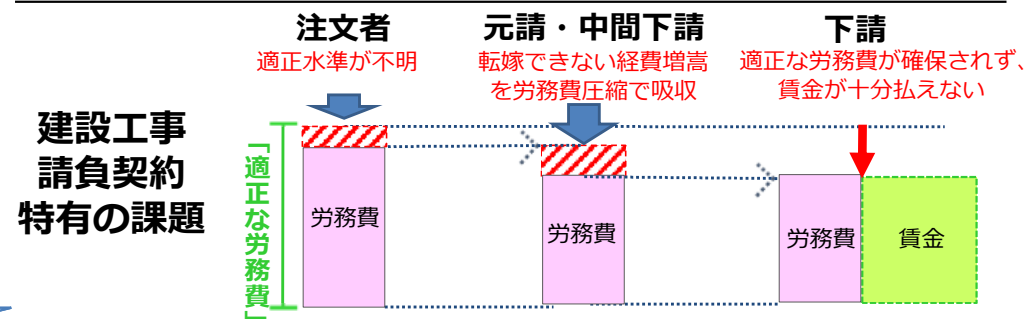 注文者
適正水準が不明
元請・中間下請
転嫁できない経費増嵩
を労務費圧縮で吸収
下請
適正な労務費が確保されず、
賃金が十分払えない
建設工事
請負契約
特有の課題
「適正な労務費」
労務費
労務費
労務費
賃金